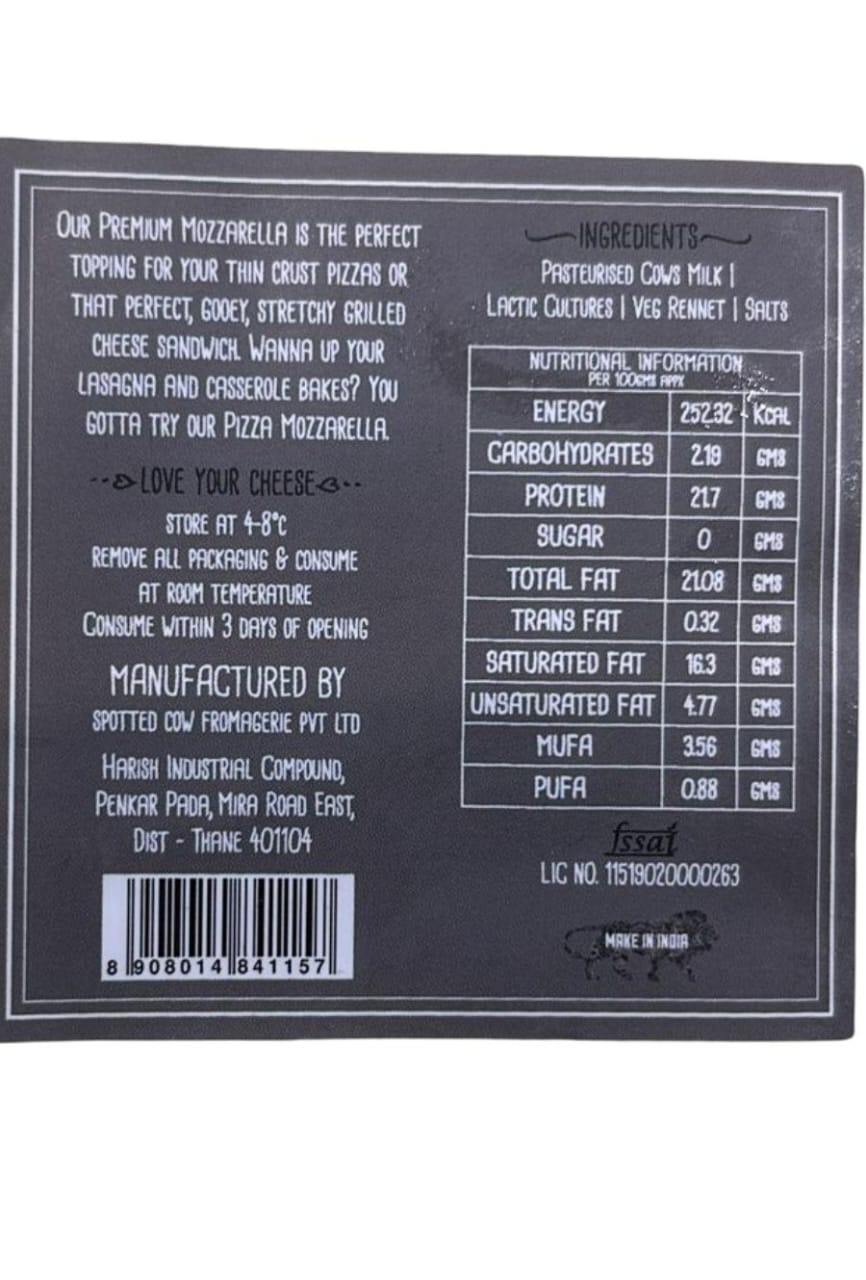 OUR PREMIUM MOZZARELLA IS THE PERFECT
TOPPING FOR YOUR THIN CRUST PIZZAS OR
THAT PERFECT, GOOEY, STRETCHY GRILLED
CHEESE SANDWICH. WANNA UP YOUR
LASAGNA AND CASSEROLE BAKES? YOU
GOTTA TRY OUR PIZZA MOZZARELLA.
LOVE YOUR CHEESE
STORE AT 4-8°C
REMOVE ALL PACKAGING & CONSUME
AT ROOM TEMPERATURE
CONSUME WITHIN 3 DAYS OF OPENING
MANUFACTURED BY
SPOTTED COW FROMAGERIE PVT LTD
HARISH INDUSTRIAL COMPOUND,
PENKAR PADA, MIRA ROAD EAST,
DIST - THANE 401104
8 908014 841157
INGREDIENTS
PASTEURISED COWS MILK |
LACTIC CULTURES | VEG RENNET | SALTS
NUTRITIONAL INFORMATION
PER 100GMS APPX
ENERGY 252.32 KCAL
CARBOHYDRATES 2.19 GMS
PROTEIN 21.7 GMS
SUGAR 0 GMS
TOTAL FAT 21.08 GMS
TRANS FAT 0.32 GMS
SATURATED FAT 16.3 GMS
UNSATURATED FAT 4.77 GMS
MUFA 3.56 GMS
PUFA 0.88 GMS
fssai
LIC NO. 11519020000263
MAKE IN INDIA